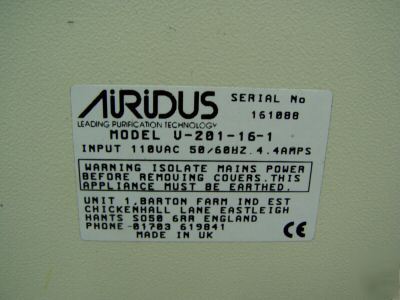 AiRiDUS
SERIAL No
161088
LEADING PURIFICATION TECHNOLOGY
MODEL U-201-16-1
INPUT 110VAC 50/60HZ.4.4AMPS
WARNING ISOLATE MAINS POWER
BEFORE REMOVING COVERS.THIS
APPLIANCE MUST BE EARTHED.
UNIT 1,BARTON FARM IND EST
CHICKENHALL LANE EASTLEIGH
HANTS SO50 6RR ENGLAND
PHONE-01703 619841
MADE IN UK
CE